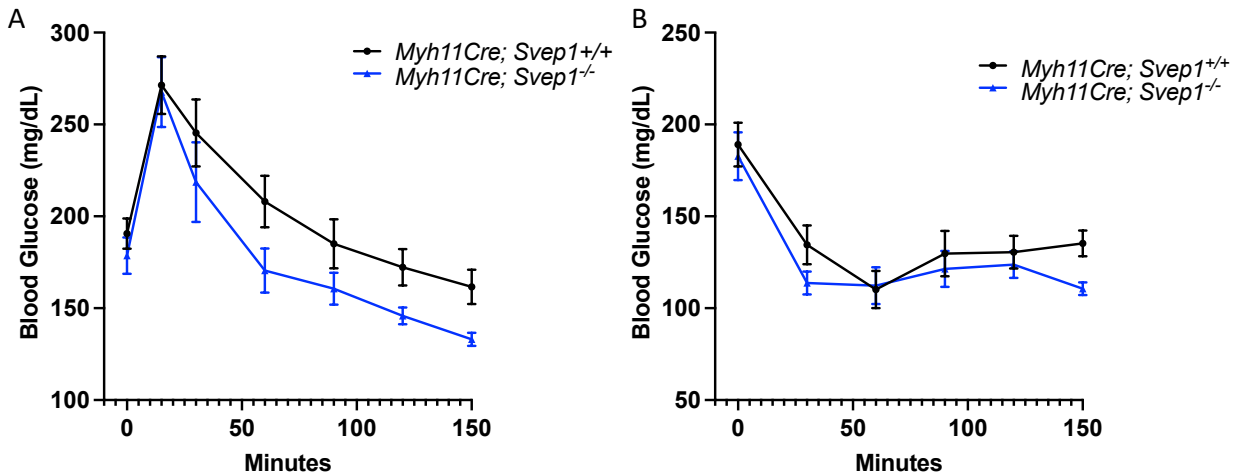 A
Blood Glucose (mg/dL)
300
250
200
150
100
0
50
100
150
Minutes
Myh11Cre; Svep1+/+
Myh11Cre; Svep1-/-
B
Blood Glucose (mg/dL)
250
200
150
100
50
0
50
100
150
Minutes
Myh11Cre; Svep1+/+
Myh11Cre; Svep1-/-